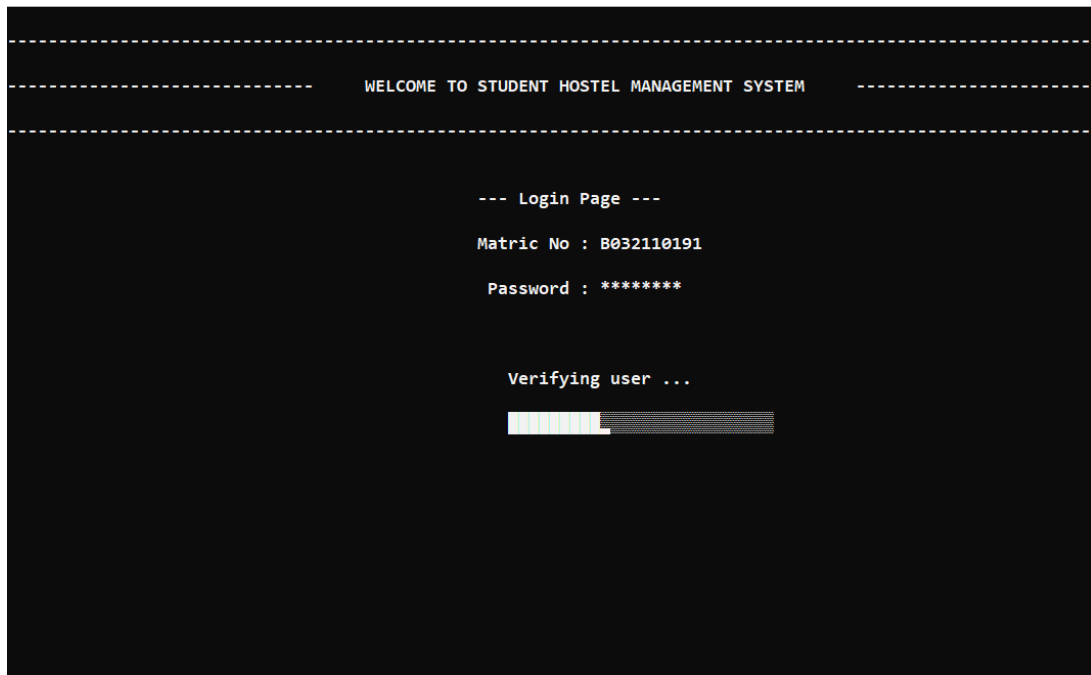 --------------------------------------------------------------------------------------------------------
------------------------------ WELCOME TO STUDENT HOSTEL MANAGEMENT SYSTEM -----------------------
--------------------------------------------------------------------------------------------------------
--- Login Page ---
Matric No : B032110191
Password : ********
Verifying user ...